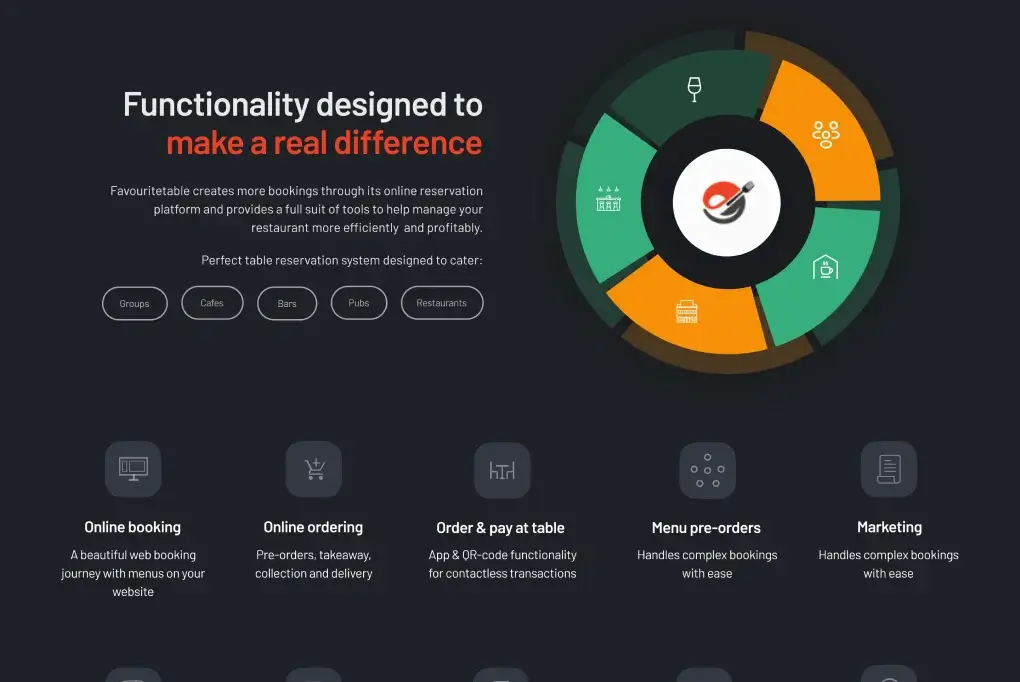 Functionality designed to
make a real difference
Favouritetable creates more bookings through its online reservation
platform and provides a full suit of tools to help manage your
restaurant more efficiently and profitably.
Perfect table reservation system designed to cater:
Groups
Cafes
Bars
Pubs
Restaurants
Online booking
A beautiful web booking
journey with menus on your
website
Online ordering
Pre-orders, takeaway,
collection and delivery
Order & pay at table
App & QR-code functionality
for contactless transactions
Menu pre-orders
Handles complex bookings
with ease
Marketing
Handles complex bookings
with ease